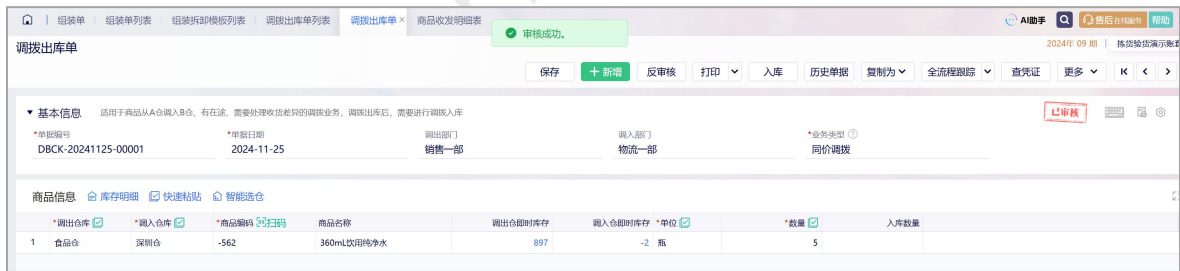 组装单 组装单列表 组装拆卸模板列表 调拨出库单列表 调拨出库单 × 商品收发明细表 AI助手 售后在线服务 帮助
审核成功。
调拨出库单 2024年 09 期 拣货验货演示账套
保存 + 新增 反审核 打印 入库 历史单据 复制为 全流程跟踪 查凭证 更多
基本信息 适用于商品从A仓调入B仓，有在途，需要处理收货差异的调拨业务，调拨出库后，需要进行调拨入库 已审核
*单据编号 *单据日期 调出部门 调入部门 *业务类型
DBCK-20241125-00001 2024-11-25 销售一部 物流一部 同价调拨
商品信息 库存明细 快速粘贴 智能选仓
*调出仓库 *调入仓库 *商品编码 扫码 商品名称 调出仓即时库存 调入仓即时库存 *单位 *数量 入库数量
1 食品仓 深圳仓 -562 360mL饮用纯净水 897 -2 瓶 5